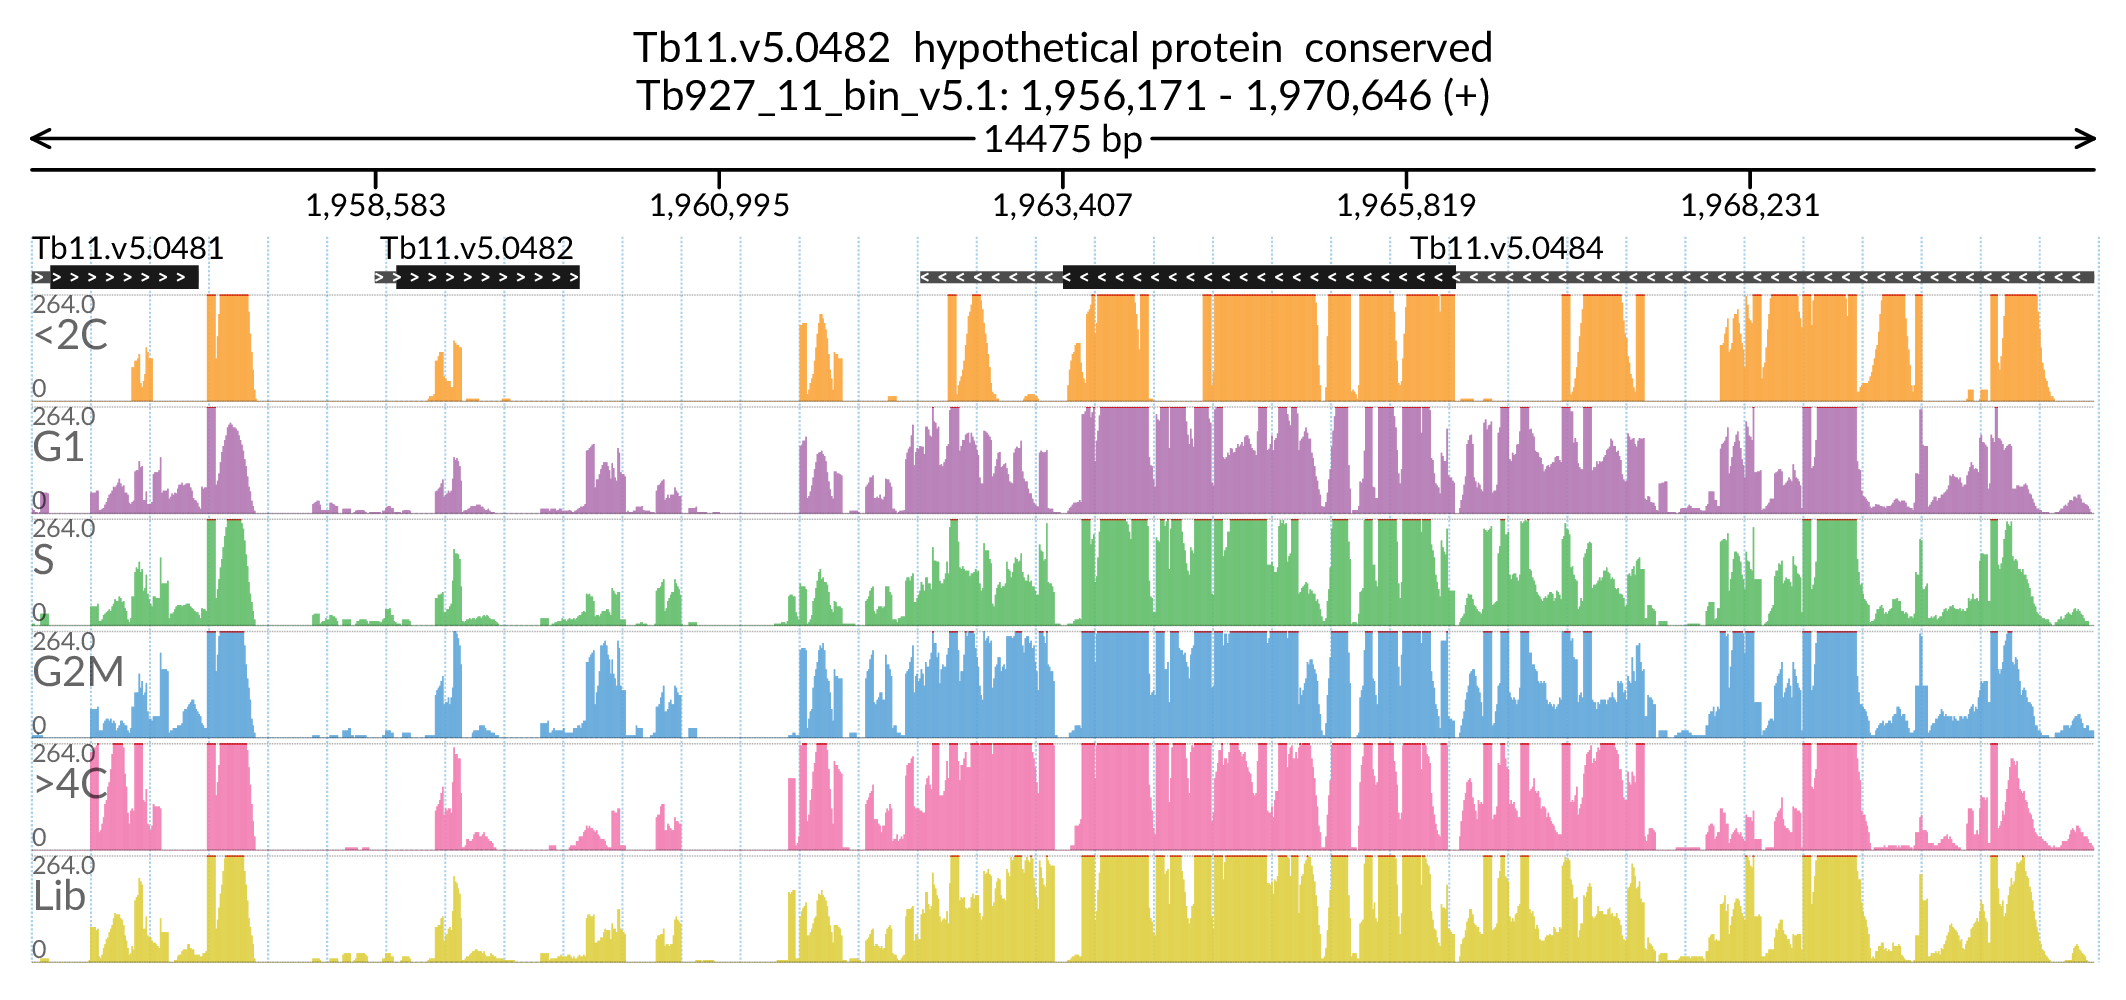 Tb11.v5.0482 hypothetical protein conserved
Tb927_11_bin_v5.1: 1,956,171 - 1,970,646 (+)
14475 bp
1,958,583 1,960,995 1,963,407 1,965,819 1,968,231
Tb11.v5.0481 Tb11.v5.0482 Tb11.v5.0484
264.0
<2C
0
264.0
G1
0
264.0
S
0
264.0
G2M
0
264.0
>4C
0
264.0
Lib
0